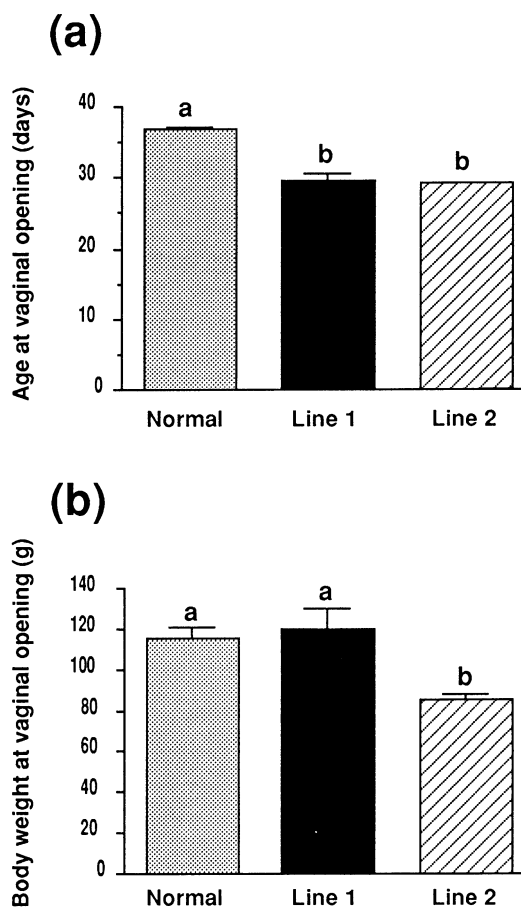 (a)
Age at vaginal opening (days)
40
30
20
10
0
a
b
b
Normal Line 1 Line 2
(b)
Body weight at vaginal opening (g)
140
120
100
80
60
40
20
0
a
a
b
Normal Line 1 Line 2